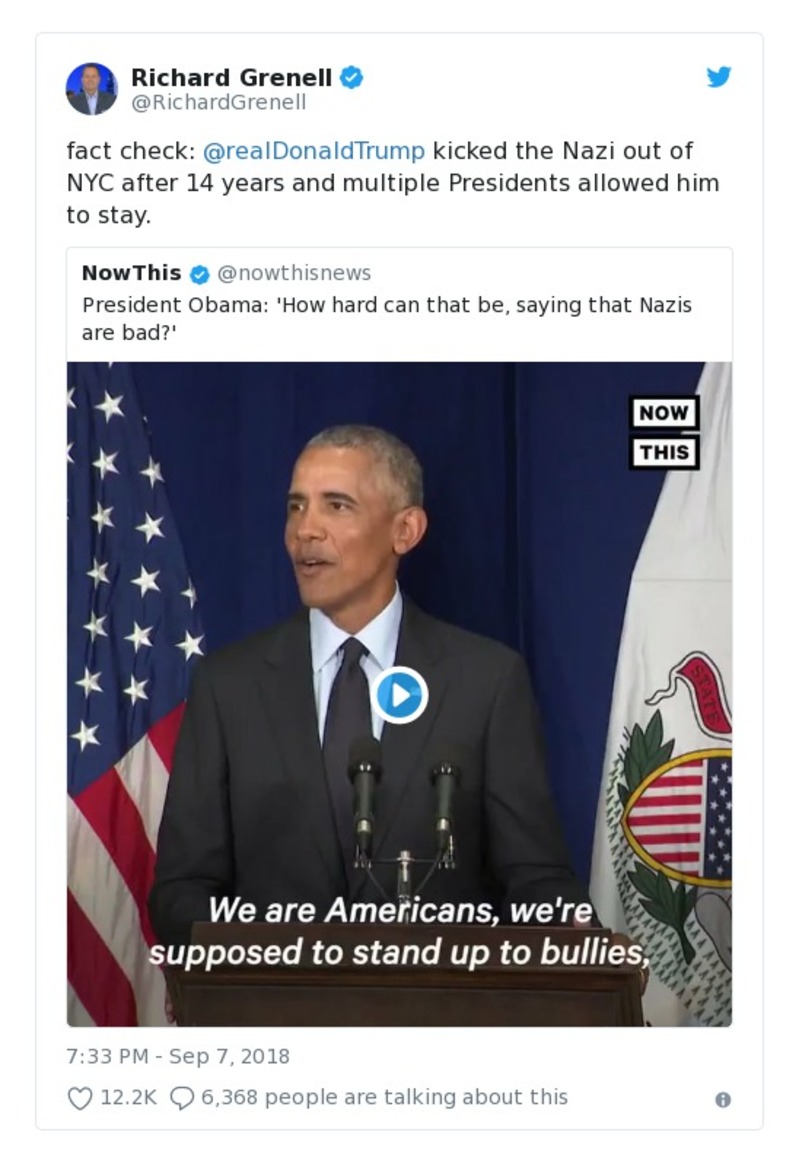 Richard Grenell
@RichardGrenell
fact check: @realDonaldTrump kicked the Nazi out of
NYC after 14 years and multiple Presidents allowed him
to stay.
NowThis @nowthisnews
President Obama: 'How hard can that be, saying that Nazis
are bad?'
NOW
THIS
STATE
We are Americans, we're
supposed to stand up to bullies,
7:33 PM - Sep 7, 2018
12.2K 6,368 people are talking about this